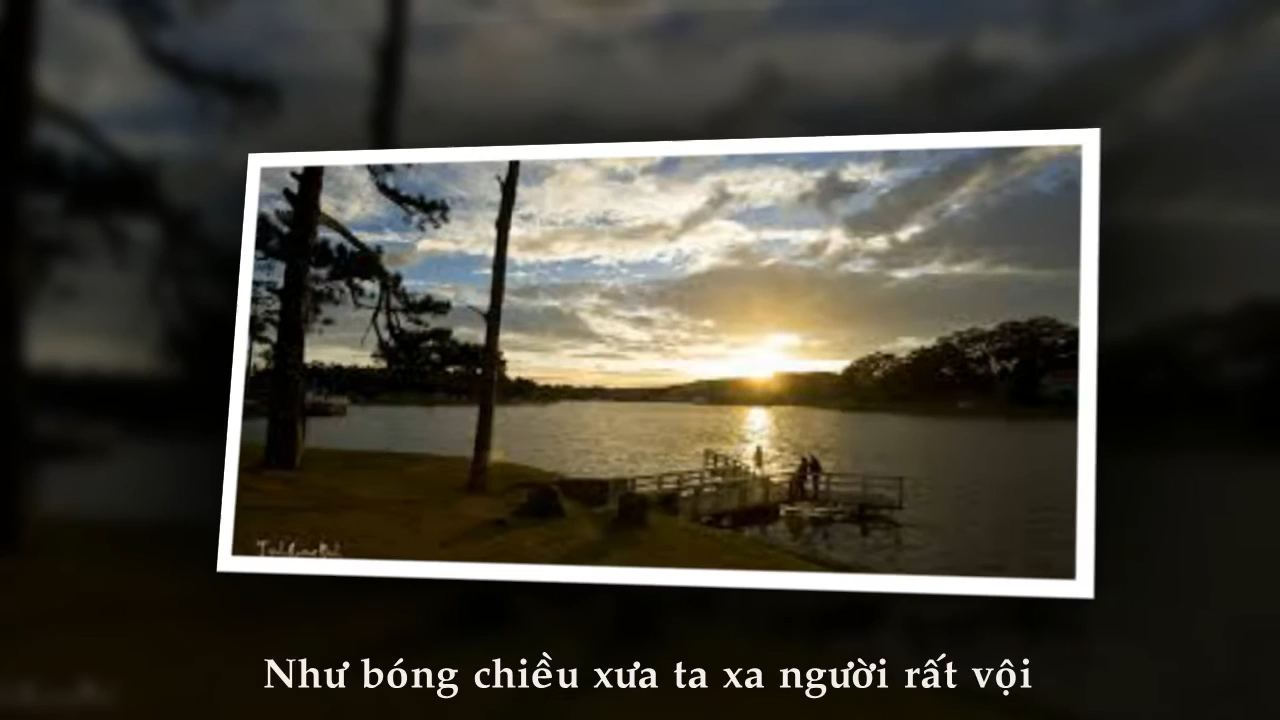 Như bóng chiều xưa ta xa người rất vội